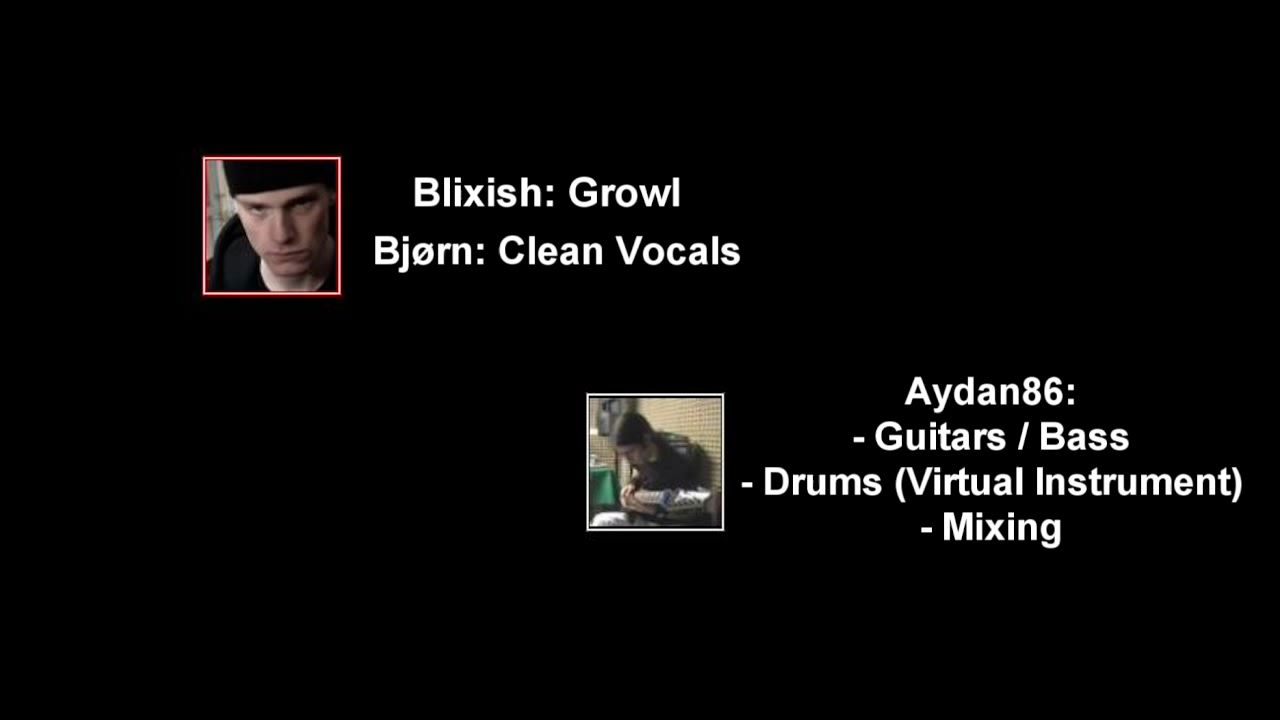 Blixish: Growl
Bjørn: Clean Vocals
Aydan86:
- Guitars / Bass
- Drums (Virtual Instrument)
- Mixing